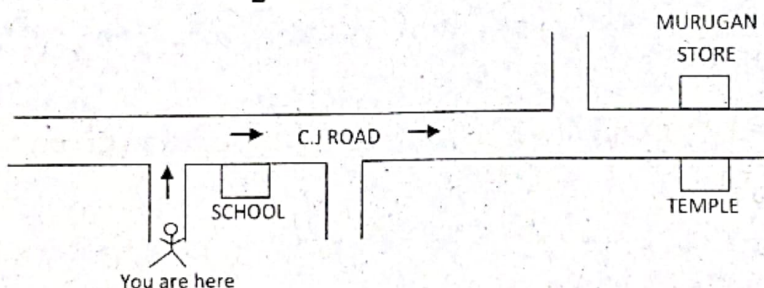 MURUGAN
STORE
C.J ROAD
SCHOOL
TEMPLE
You are here